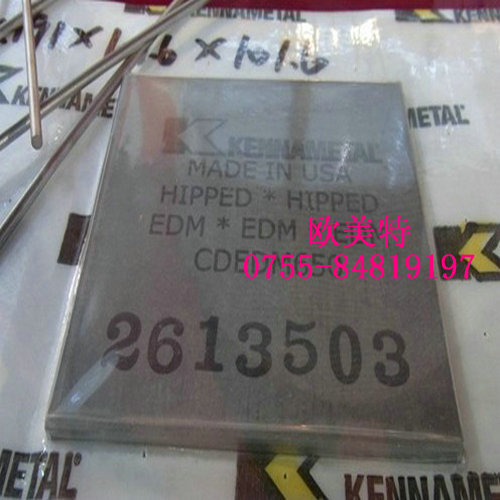 KENNAMETAL
MADE IN USA
HIPPED * HIPPED
EDM * EDM
欧美特
0755-84819197
2613503
KENNAMETAL
KENNAMETAL